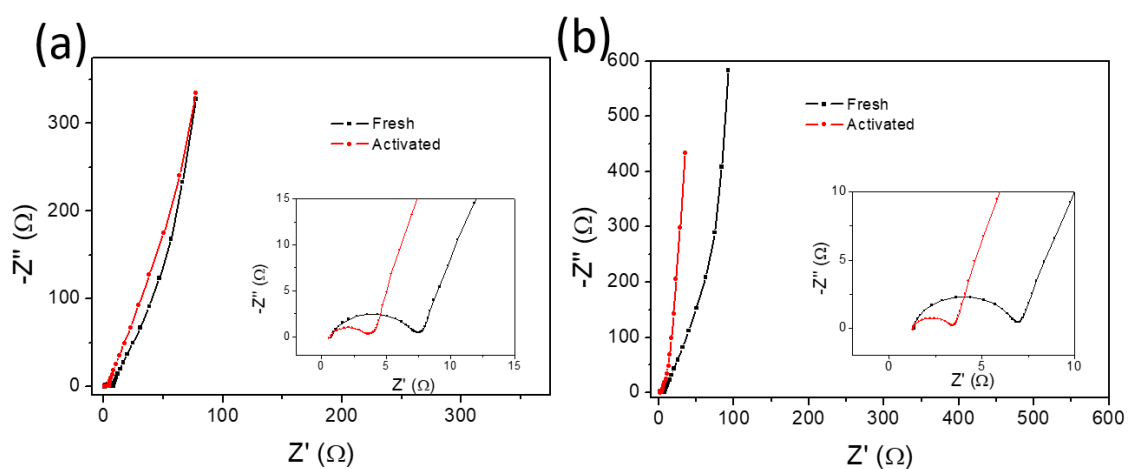 (a)
-Z" (Ω)
300
200
100
0
Fresh
Activated
-Z" (Ω)
15
10
5
0
0 5 10 15
Z' (Ω)
0 100 200 300
Z' (Ω)
(b)
-Z" (Ω)
600
500
400
300
200
100
0
Fresh
Activated
-Z" (Ω)
10
5
0
0 5 10
Z' (Ω)
0 100 200 300 400 500 600
Z' (Ω)